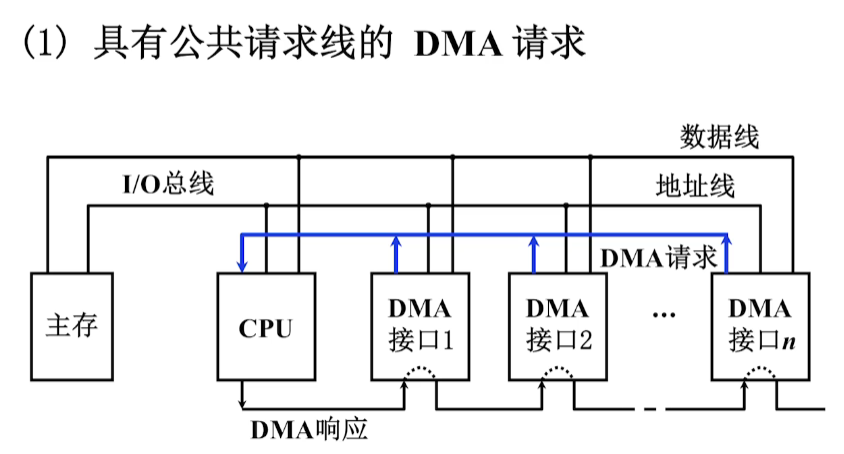 (1) 具有公共请求线的 DMA 请求
数据线
I/O总线
地址线
DMA请求
主存
CPU
DMA
接口1
DMA
接口2
…
DMA
接口n
DMA响应